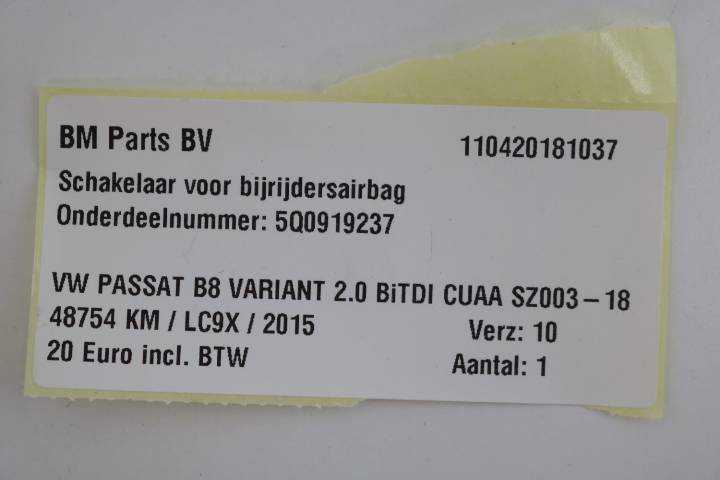 BM Parts BV 110420181037
Schakelaar voor bijrijdersairbag
Onderdeelnummer: 5Q0919237
VW PASSAT B8 VARIANT 2.0 BiTDI CUAA SZ003-18
48754 KM / LC9X / 2015 Verz: 10
20 Euro incl. BTW Aantal: 1